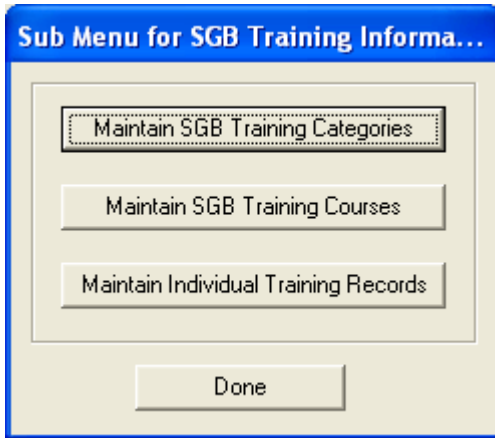 Sub Menu for SGB Training Informa...
Maintain SGB Training Categories
Maintain SGB Training Courses
Maintain Individual Training Records
Done